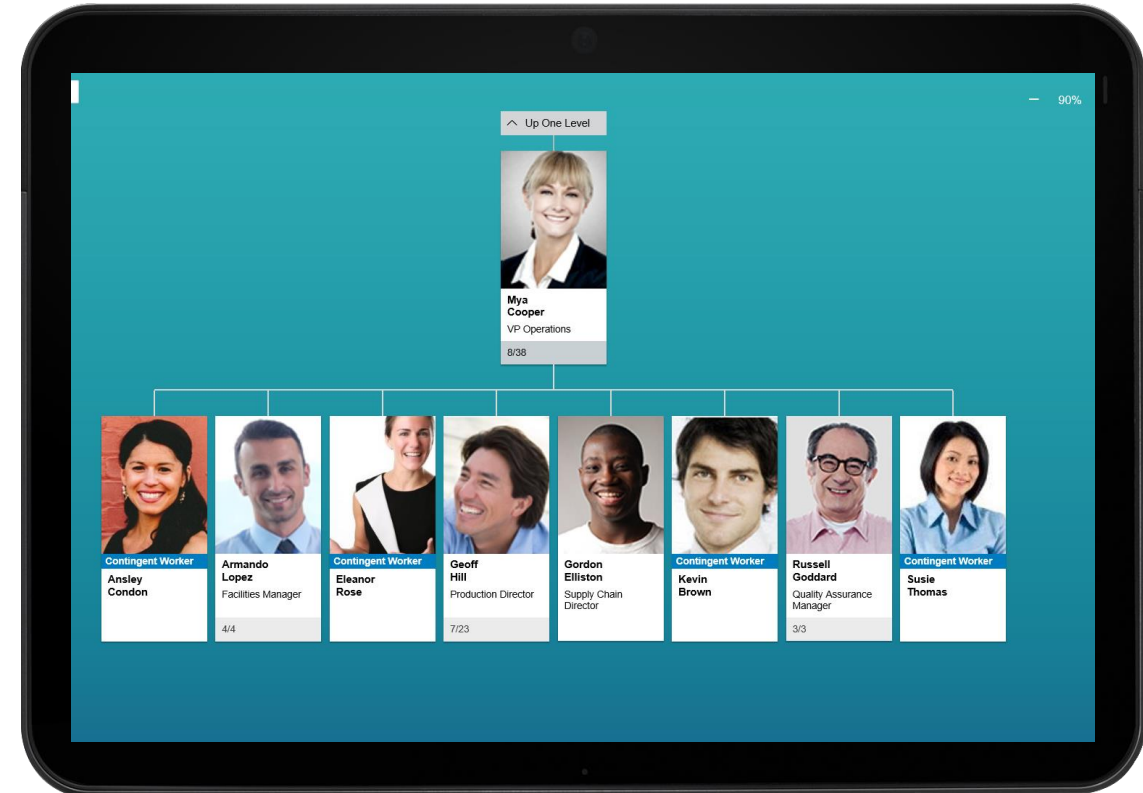 90%
Up One Level
Mya
Cooper
VP Operations
8/38
Contingent Worker
Ansley
Condon
Armando
Lopez
Facilities Manager
4/4
Contingent Worker
Eleanor
Rose
Geoff
Hill
Production Director
7/23
Gordon
Elliston
Supply Chain
Director
Contingent Worker
Kevin
Brown
Russell
Goddard
Quality Assurance
Manager
3/3
Contingent Worker
Susie
Thomas